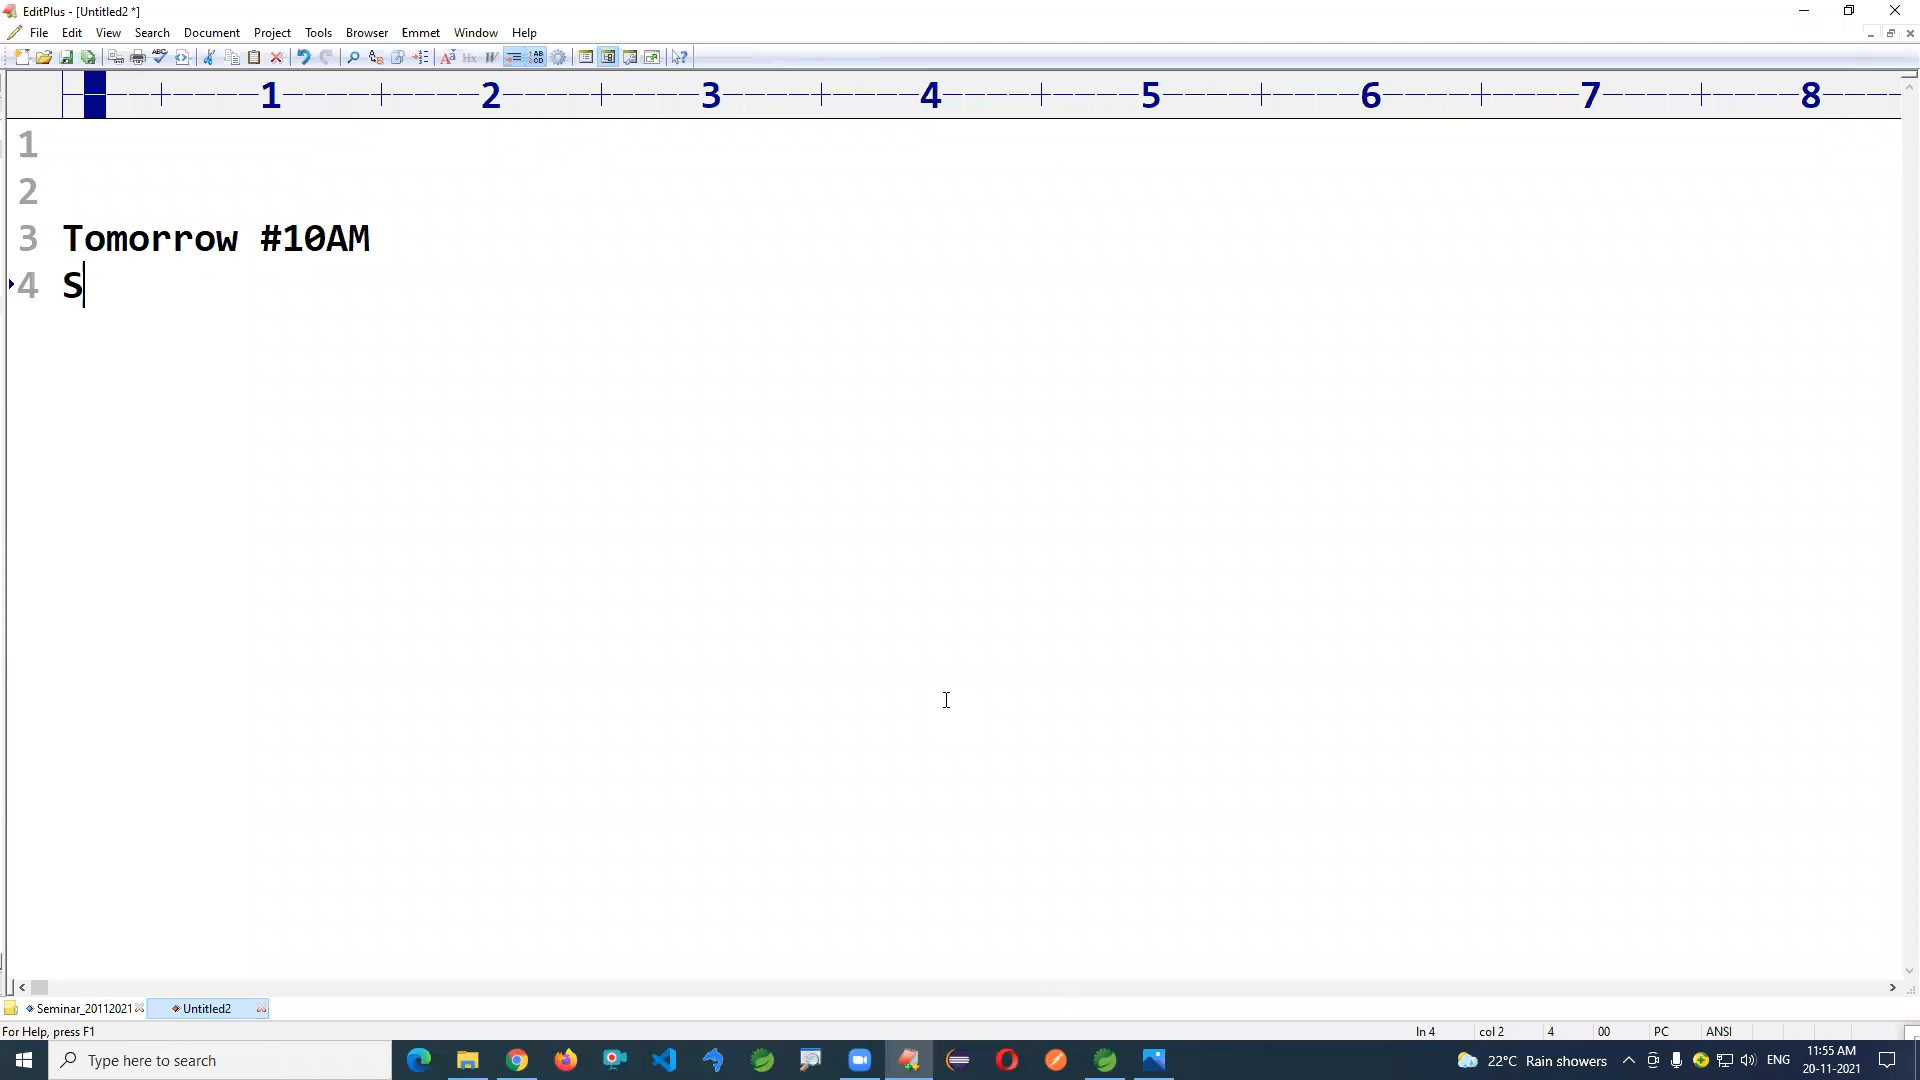 EditPlus - [Untitled2 *]
File Edit View Search Document Project Tools Browser Emmet Window Help
1 2 3 4 5 6 7 8
1
2
3 Tomorrow #10AM
4 S
Seminar_20112021 Untitled2
For Help, press F1 ln 4 col 2 4 00 PC ANSI
Type here to search 22°C Rain showers ENG 11:55 AM
20-11-2021